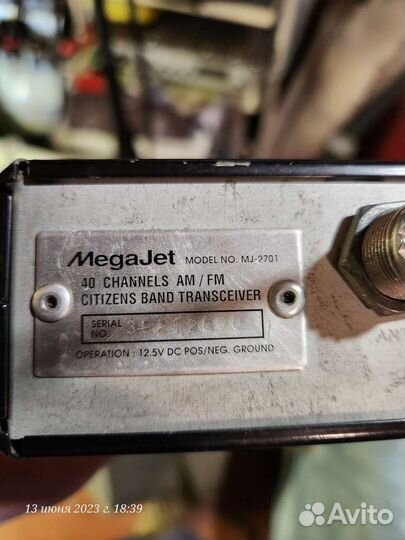 MegaJet MODEL NO. MJ-2701
40 CHANNELS AM / FM
CITIZENS BAND TRANSCEIVER
SERIAL
NO.
OPERATION : 12.5V DC POS/NEG. GROUND
AN
13 июня 2023 г. 18:39
Avito